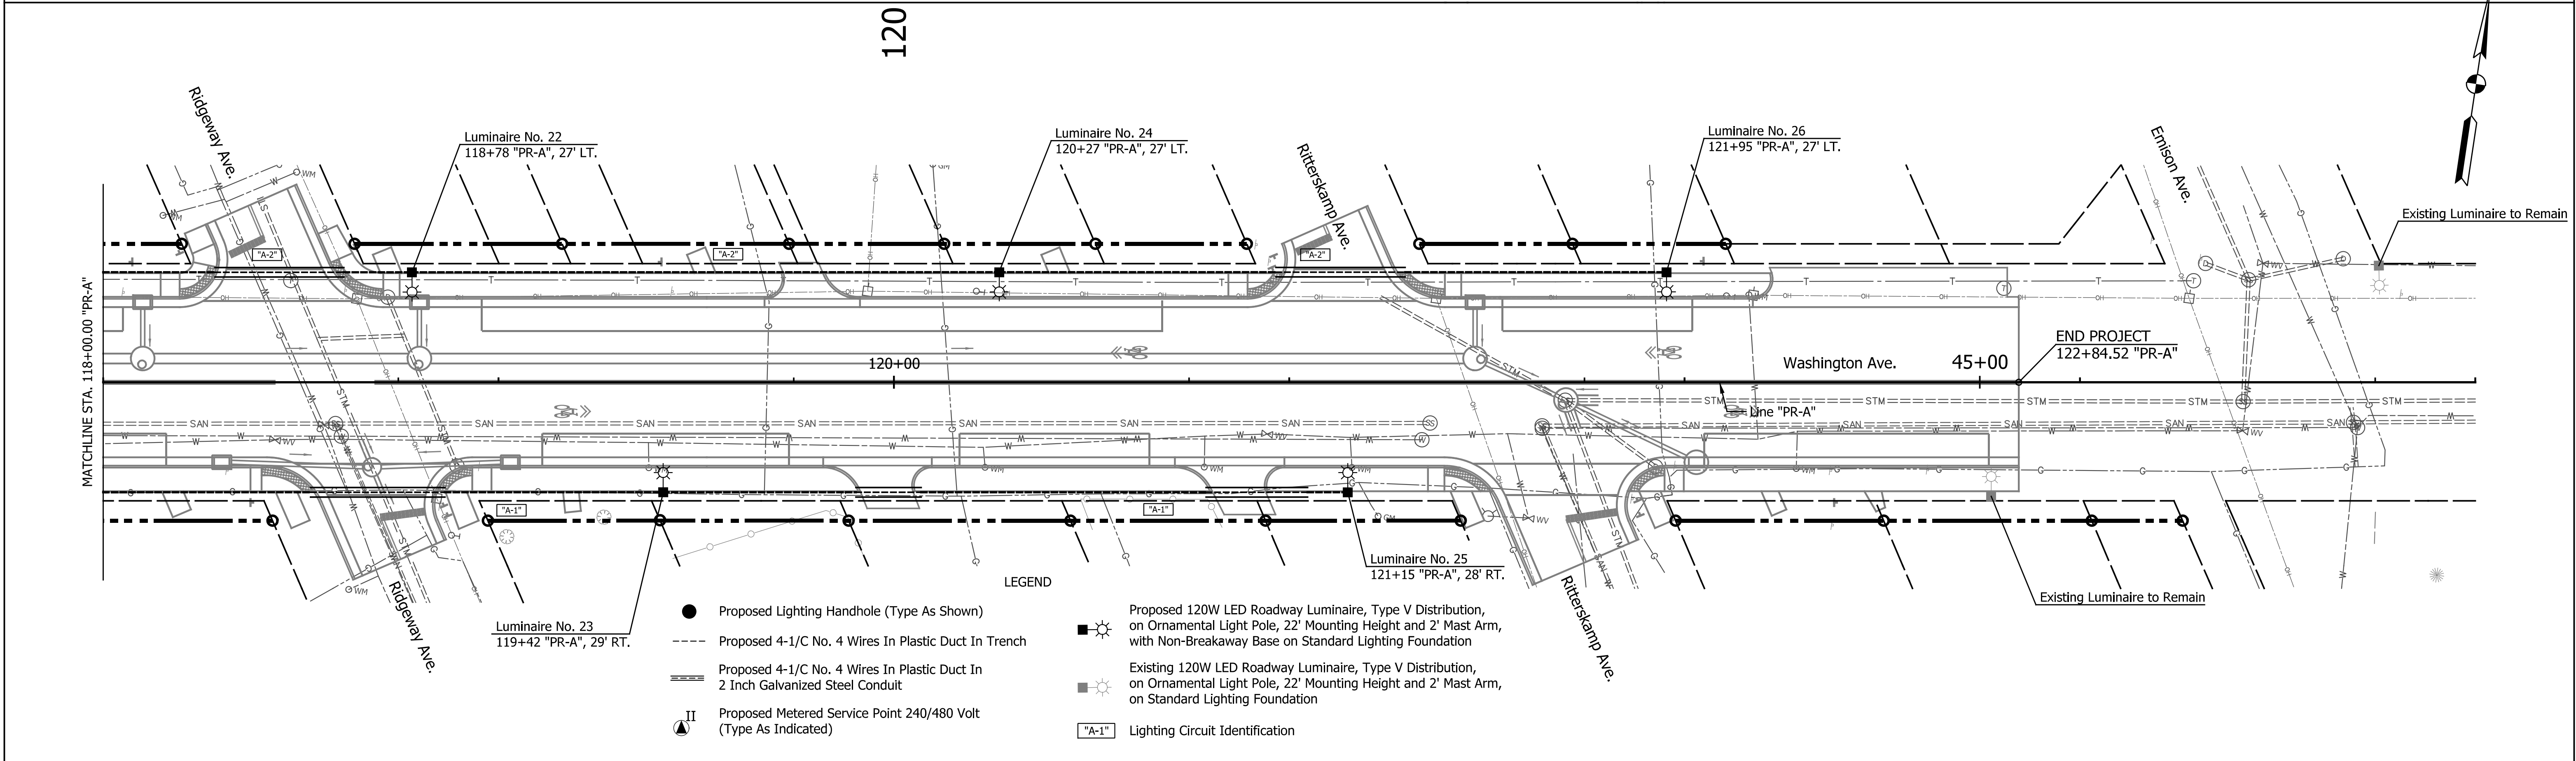 120
Ridgeway Ave.
Luminaire No. 22
118+78 "PR-A", 27' LT.
Luminaire No. 24
120+27 "PR-A", 27' LT.
Ritterskamp Ave.
Luminaire No. 26
121+95 "PR-A", 27' LT.
Emison Ave.
Existing Luminaire to Remain
"A-2"
"A-2"
"A-2"
MATCHLINE STA. 118+00.00 "PR-A"
120+00
Washington Ave.
45+00
END PROJECT
122+84.52 "PR-A"
Line "PR-A"
"A-1"
"A-1"
Luminaire No. 23
119+42 "PR-A", 29' RT.
Ridgeway Ave.
Luminaire No. 25
121+15 "PR-A", 28' RT.
Ritterskamp Ave.
Existing Luminaire to Remain
LEGEND
Proposed Lighting Handhole (Type As Shown)
Proposed 4-1/C No. 4 Wires In Plastic Duct In Trench
Proposed 4-1/C No. 4 Wires In Plastic Duct In
2 Inch Galvanized Steel Conduit
II
Proposed Metered Service Point 240/480 Volt
(Type As Indicated)
Proposed 120W LED Roadway Luminaire, Type V Distribution,
on Ornamental Light Pole, 22' Mounting Height and 2' Mast Arm,
with Non-Breakaway Base on Standard Lighting Foundation
Existing 120W LED Roadway Luminaire, Type V Distribution,
on Ornamental Light Pole, 22' Mounting Height and 2' Mast Arm,
on Standard Lighting Foundation
"A-1"
Lighting Circuit Identification